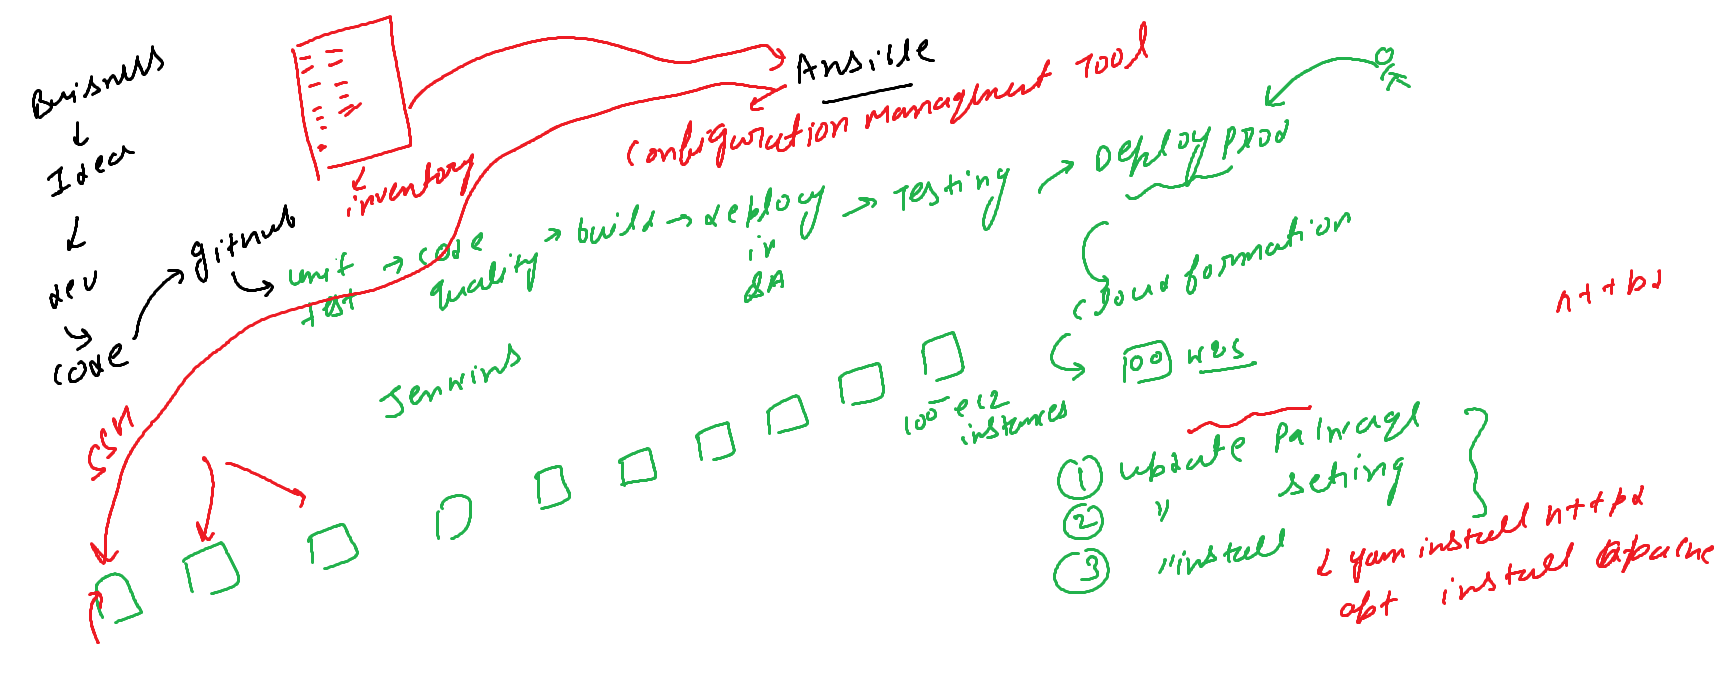 Buisness
Idea
dev
code
github
inventory
Ansible
Configuration Management Tool
unit
test
code
quality
build
deploy
in
QA
Testing
Deploy Prod
cloud formation
100 web
Jenkins
100 ec2
instances
SSH
httpd
1 update Package
2 " setting
3 " install
yum install httpd
apt install apache